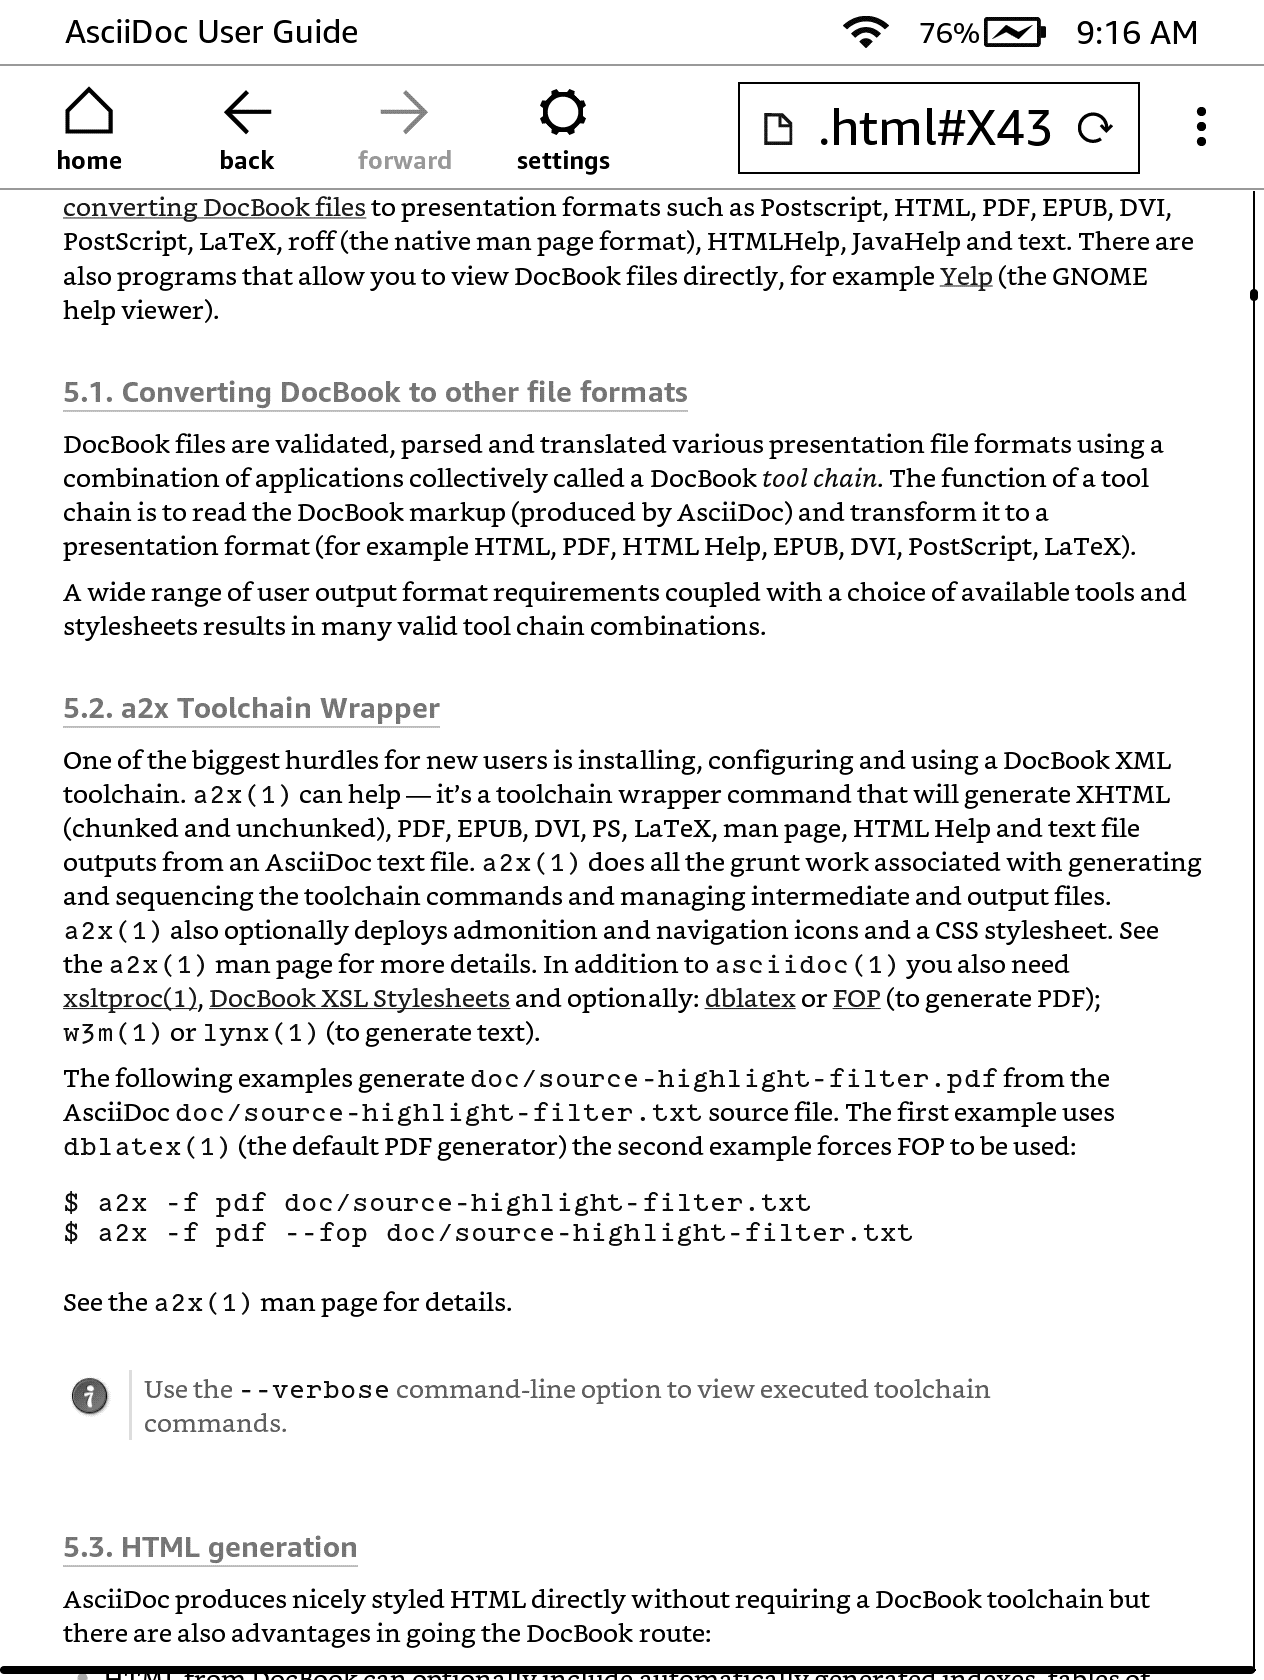 AsciiDoc User Guide
76%
9:16 AM
home
back
forward
settings
.html#X43
converting DocBook files to presentation formats such as Postscript, HTML, PDF, EPUB, DVI,
PostScript, LaTeX, roff (the native man page format), HTMLHelp, JavaHelp and text. There are
also programs that allow you to view DocBook files directly, for example Yelp (the GNOME
help viewer).
5.1. Converting DocBook to other file formats
DocBook files are validated, parsed and translated various presentation file formats using a
combination of applications collectively called a DocBook tool chain. The function of a tool
chain is to read the DocBook markup (produced by AsciiDoc) and transform it to a
presentation format (for example HTML, PDF, HTML Help, EPUB, DVI, PostScript, LaTeX).
A wide range of user output format requirements coupled with a choice of available tools and
stylesheets results in many valid tool chain combinations.
5.2. a2x Toolchain Wrapper
One of the biggest hurdles for new users is installing, configuring and using a DocBook XML
toolchain. a2x(1) can help — it’s a toolchain wrapper command that will generate XHTML
(chunked and unchunked), PDF, EPUB, DVI, PS, LaTeX, man page, HTML Help and text file
outputs from an AsciiDoc text file. a2x(1) does all the grunt work associated with generating
and sequencing the toolchain commands and managing intermediate and output files.
a2x(1) also optionally deploys admonition and navigation icons and a CSS stylesheet. See
the a2x(1) man page for more details. In addition to asciidoc(1) you also need
xsltproc(1), DocBook XSL Stylesheets and optionally: dblatex or FOP (to generate PDF);
w3m(1) or lynx(1) (to generate text).
The following examples generate doc/source-highlight-filter.pdf from the
AsciiDoc doc/source-highlight-filter.txt source file. The first example uses
dblatex(1) (the default PDF generator) the second example forces FOP to be used:
$ a2x -f pdf doc/source-highlight-filter.txt
$ a2x -f pdf --fop doc/source-highlight-filter.txt
See the a2x(1) man page for details.
Use the --verbose command-line option to view executed toolchain
commands.
5.3. HTML generation
AsciiDoc produces nicely styled HTML directly without requiring a DocBook toolchain but
there are also advantages in going the DocBook route:
• HTML from DocBook can optionally include automatically generated indexes, tables of